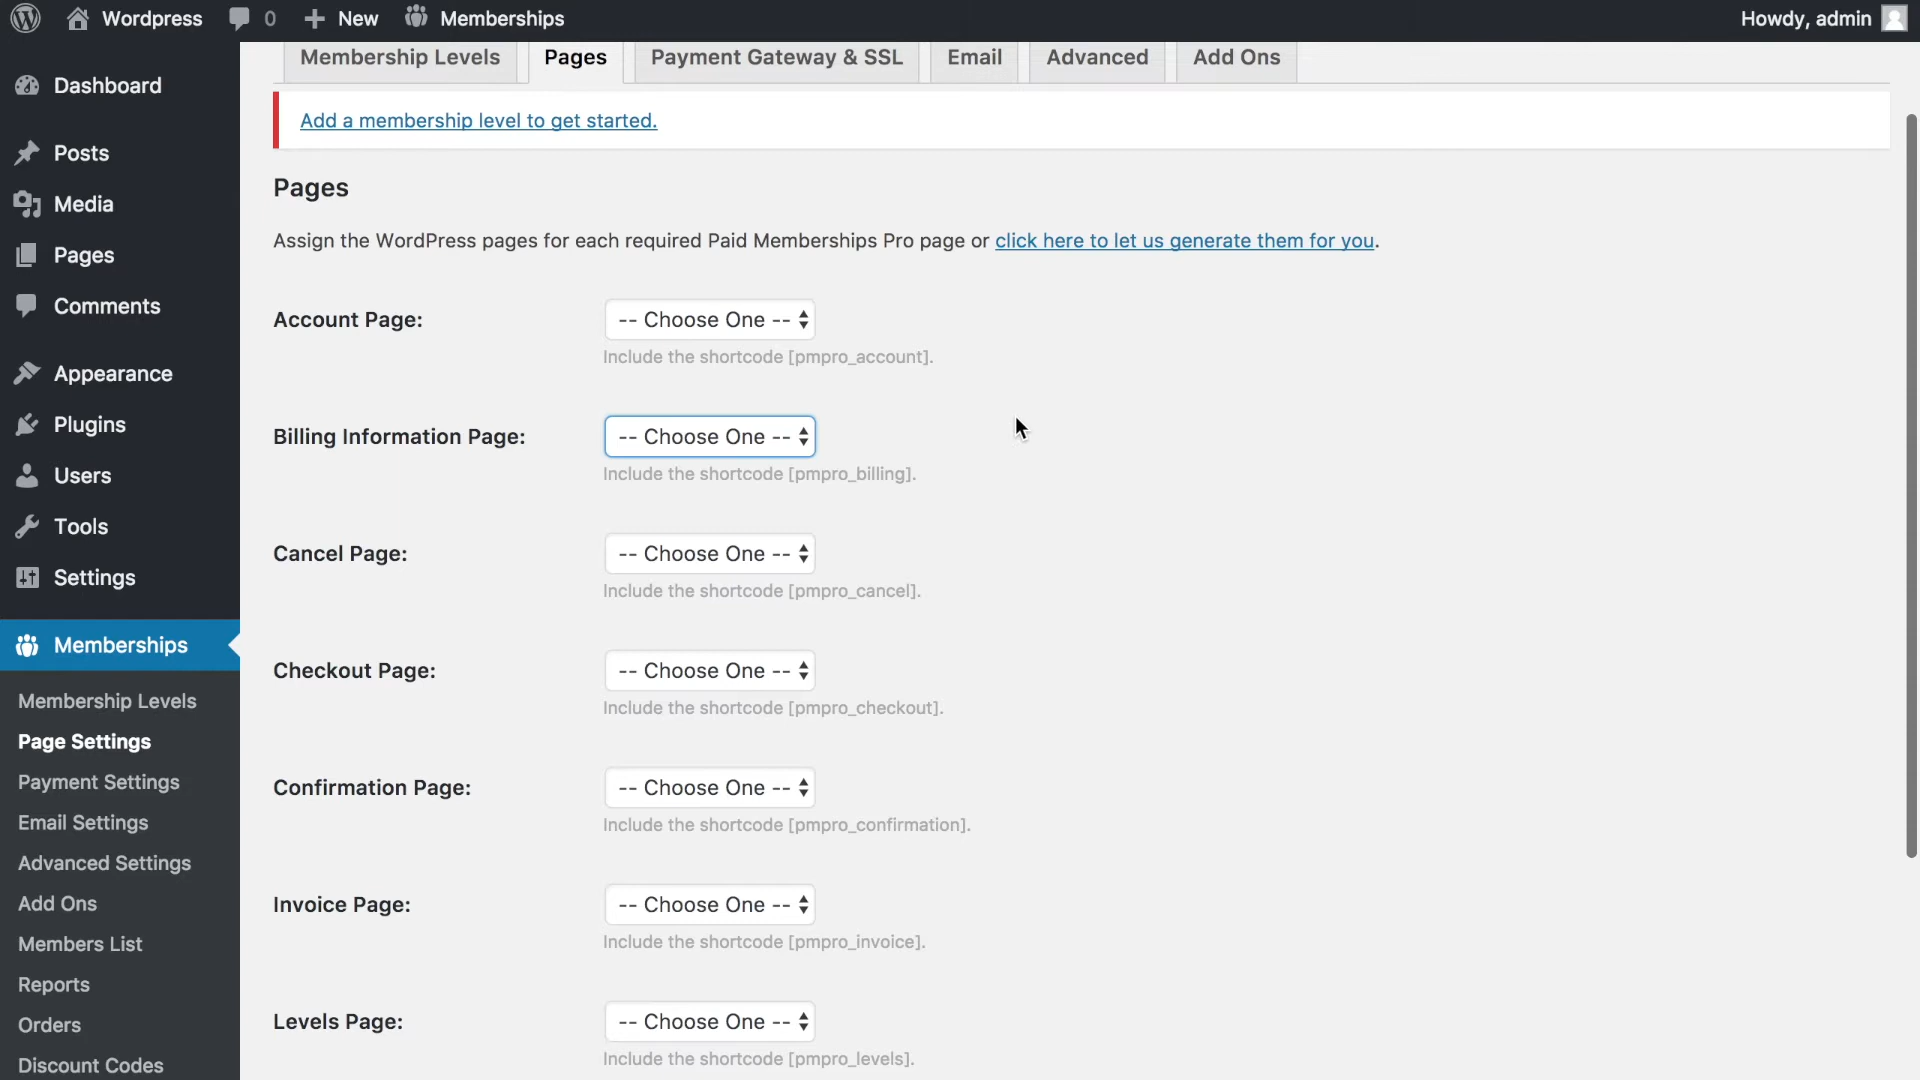 Wordpress 0 New Memberships Howdy, admin
Membership Levels Pages Payment Gateway & SSL Email Advanced Add Ons
Dashboard
Posts
Media
Pages
Comments
Appearance
Plugins
Users
Tools
Settings
Memberships
Membership Levels
Page Settings
Payment Settings
Email Settings
Advanced Settings
Add Ons
Members List
Reports
Orders
Discount Codes
Add a membership level to get started.
Pages
Assign the WordPress pages for each required Paid Memberships Pro page or click here to let us generate them for you.
Account Page: -- Choose One --
Include the shortcode [pmpro_account].
Billing Information Page: -- Choose One --
Include the shortcode [pmpro_billing].
Cancel Page: -- Choose One --
Include the shortcode [pmpro_cancel].
Checkout Page: -- Choose One --
Include the shortcode [pmpro_checkout].
Confirmation Page: -- Choose One --
Include the shortcode [pmpro_confirmation].
Invoice Page: -- Choose One --
Include the shortcode [pmpro_invoice].
Levels Page: -- Choose One --
Include the shortcode [pmpro_levels].